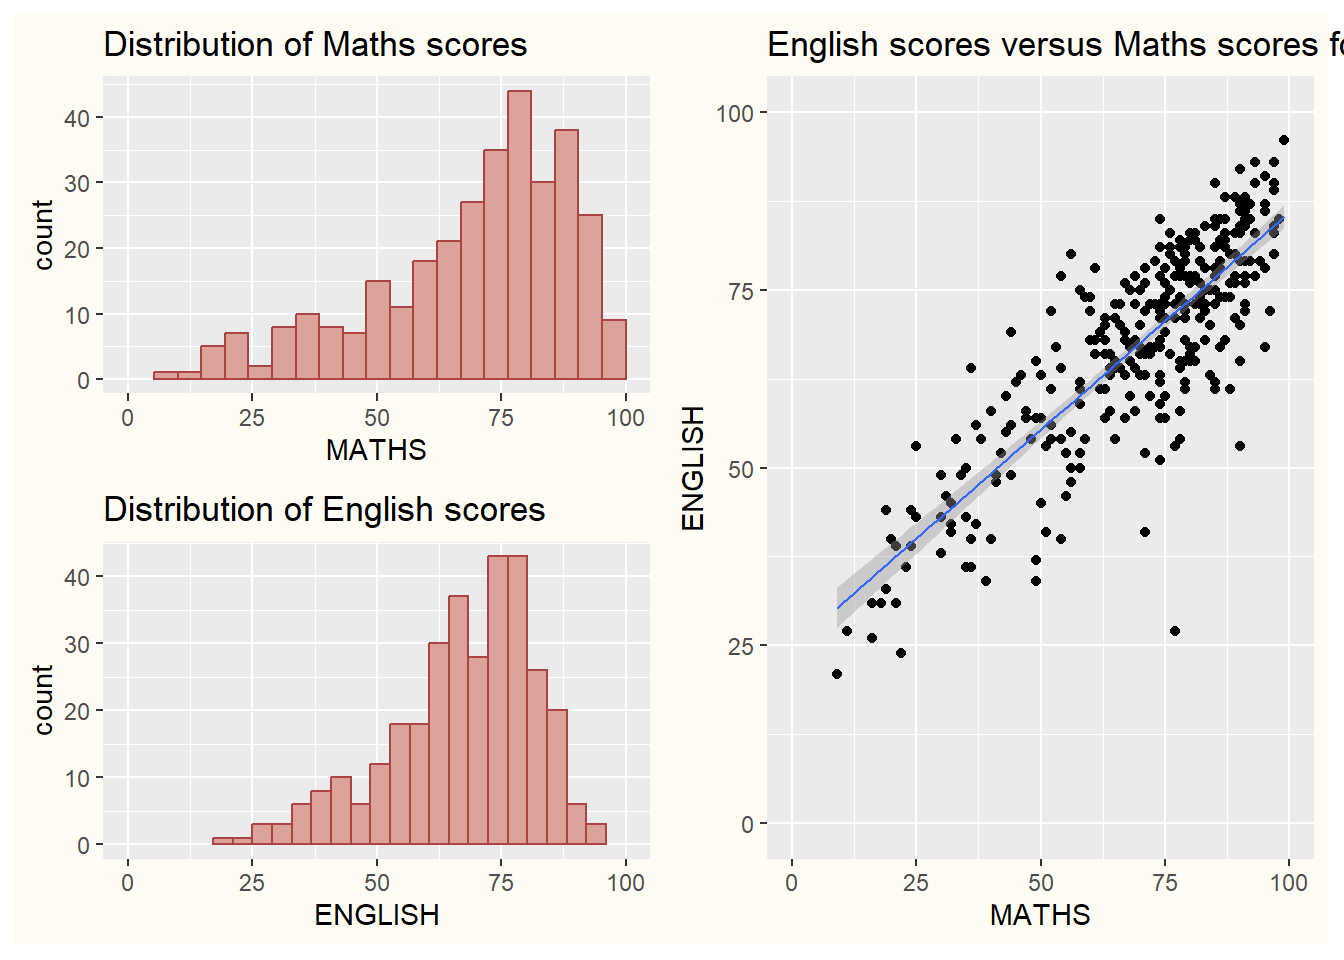 Distribution of Maths scores
count
40
30
20
10
0
0 25 50 75 100
MATHS
Distribution of English scores
count
40
30
20
10
0
0 25 50 75 100
ENGLISH
English scores versus Maths scores
ENGLISH
100
75
50
25
0
0 25 50 75 100
MATHS